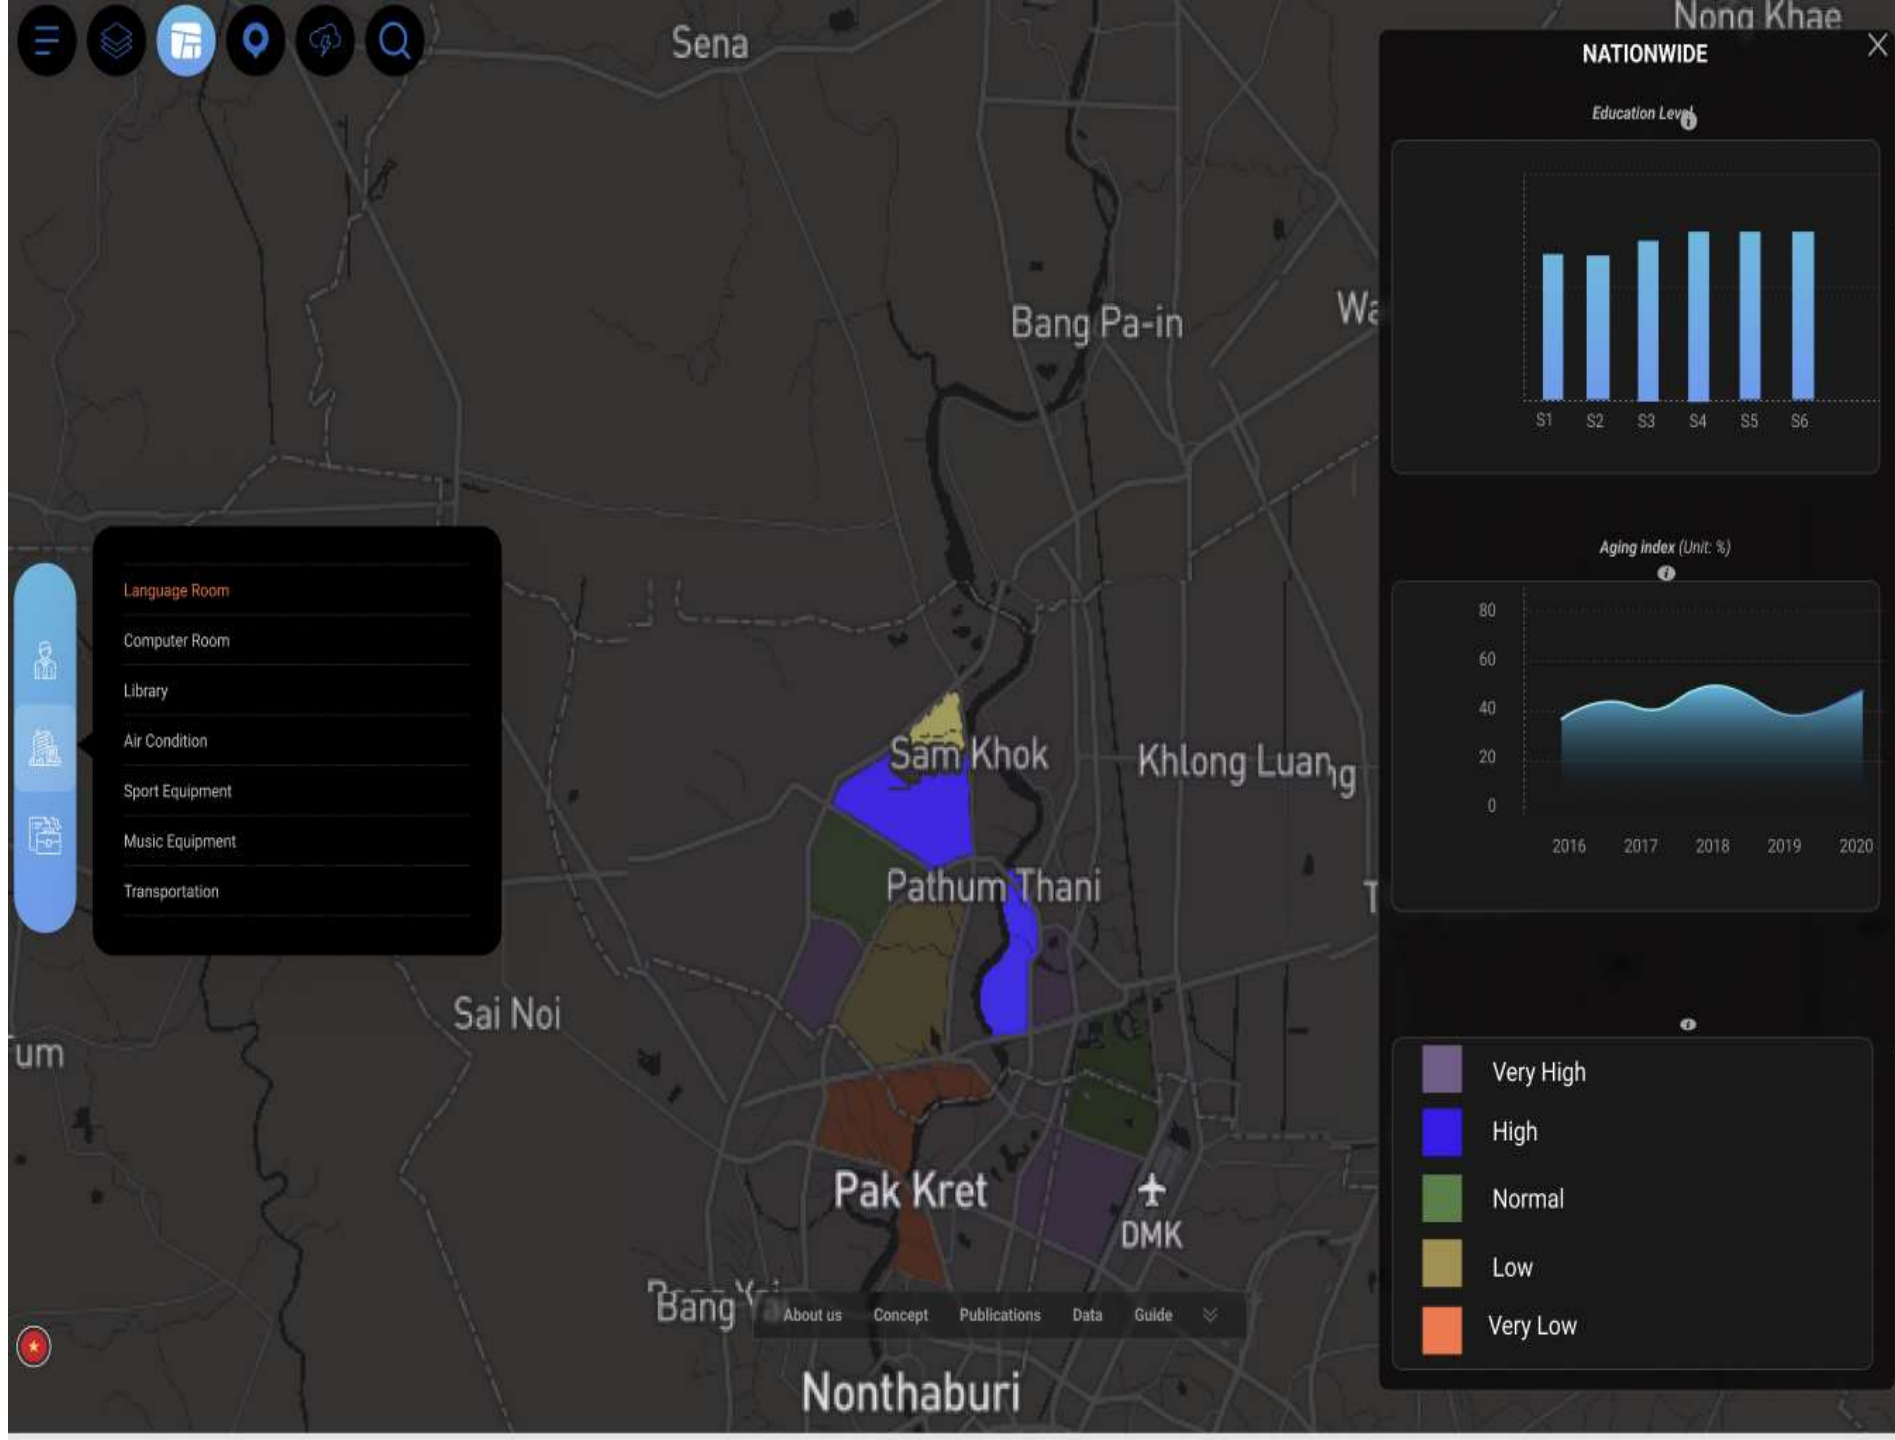 Nong Khae
Sena
Bang Pa-in
Sam Khok
Khlong Luang
Pathum Thani
Sai Noi
um
Pak Kret
DMK
Bang
Nonthaburi
Language Room
Computer Room
Library
Air Condition
Sport Equipment
Music Equipment
Transportation
About us Concept Publications Data Guide
NATIONWIDE
Education Level
S1 S2 S3 S4 S5 S6
Aging index (Unit: %)
80
60
40
20
0
2016 2017 2018 2019 2020
Very High
High
Normal
Low
Very Low